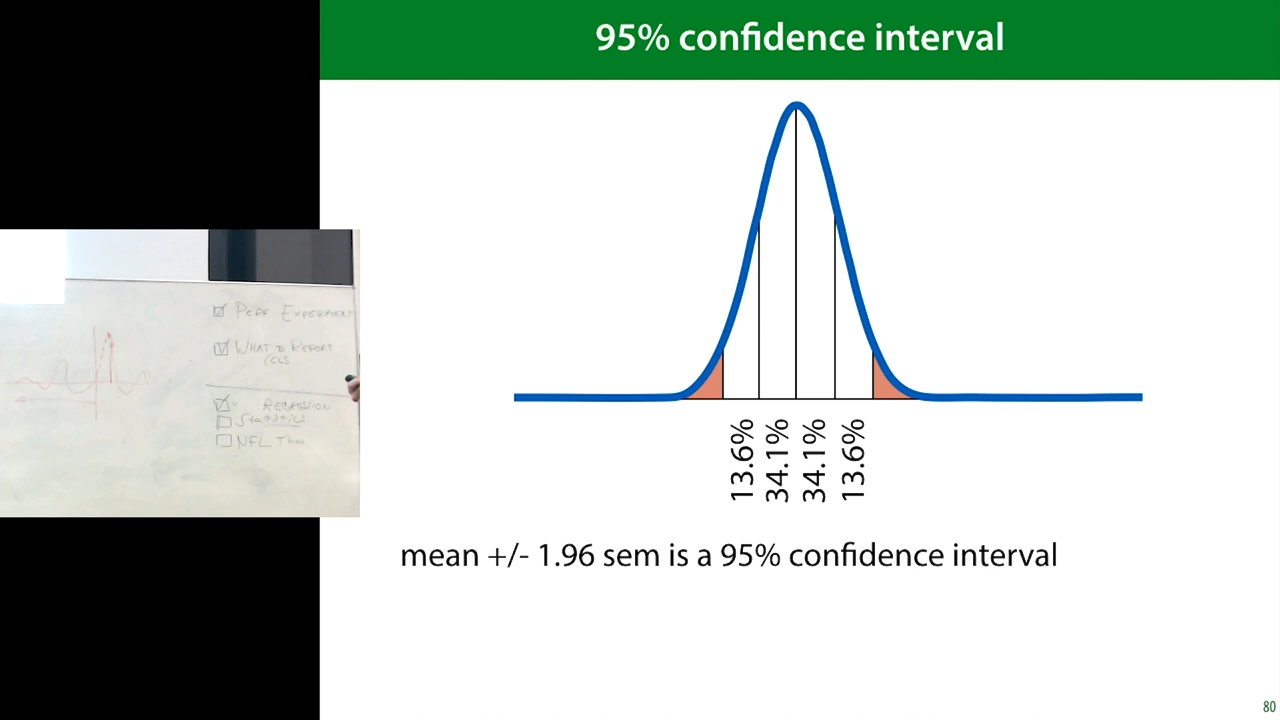 95% confidence interval
13.6%
34.1%
34.1%
13.6%
mean +/- 1.96 sem is a 95% confidence interval
80
PERF EXPERIMENT
WHAT TO REPORT
REGRESSION
STATISTICS
NFL